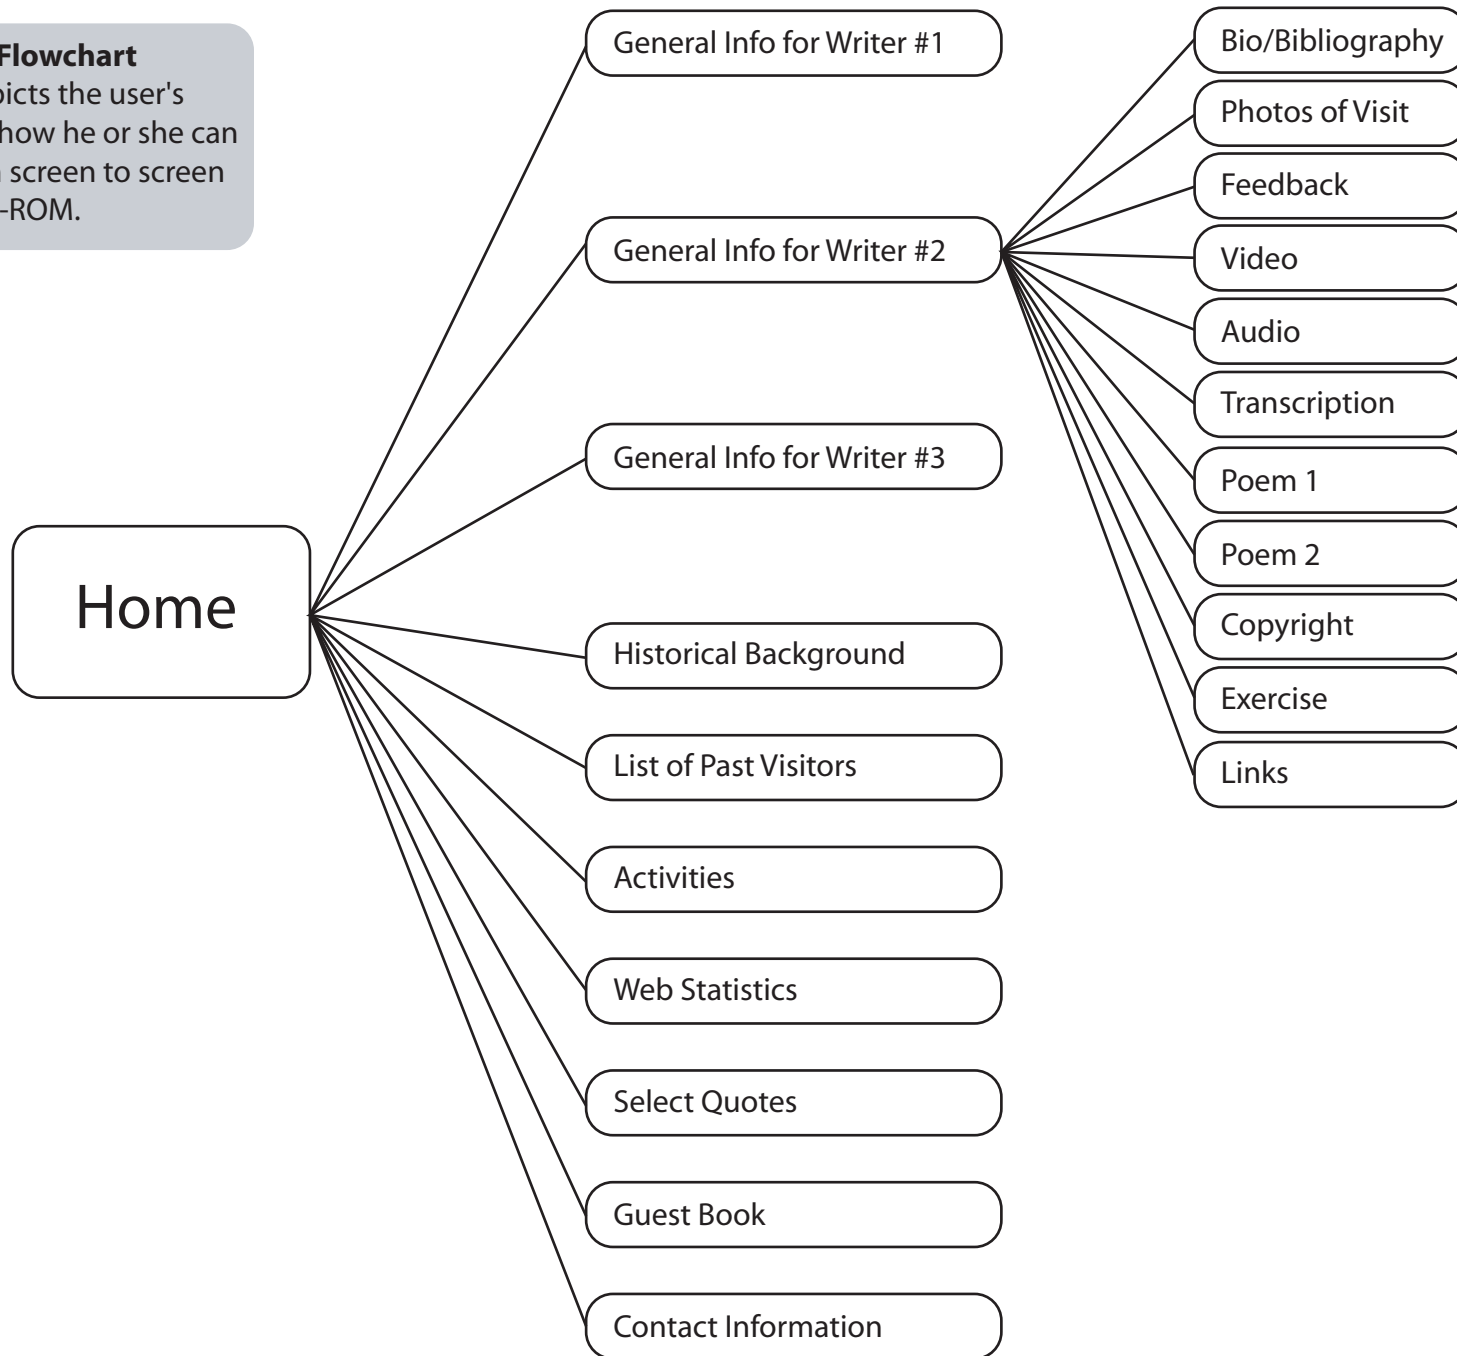 Flowchart
picts the user's
how he or she can
screen to screen
-ROM.
Home
General Info for Writer #1
General Info for Writer #2
General Info for Writer #3
Historical Background
List of Past Visitors
Activities
Web Statistics
Select Quotes
Guest Book
Contact Information
Bio/Bibliography
Photos of Visit
Feedback
Video
Audio
Transcription
Poem 1
Poem 2
Copyright
Exercise
Links